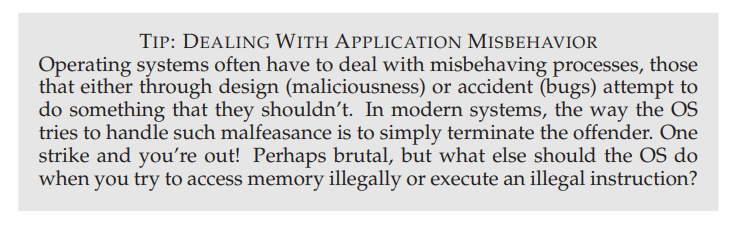 TIP: DEALING WITH APPLICATION MISBEHAVIOR
Operating systems often have to deal with misbehaving processes, those
that either through design (maliciousness) or accident (bugs) attempt to
do something that they shouldn't. In modern systems, the way the OS
tries to handle such malfeasance is to simply terminate the offender. One
strike and you're out! Perhaps brutal, but what else should the OS do
when you try to access memory illegally or execute an illegal instruction?